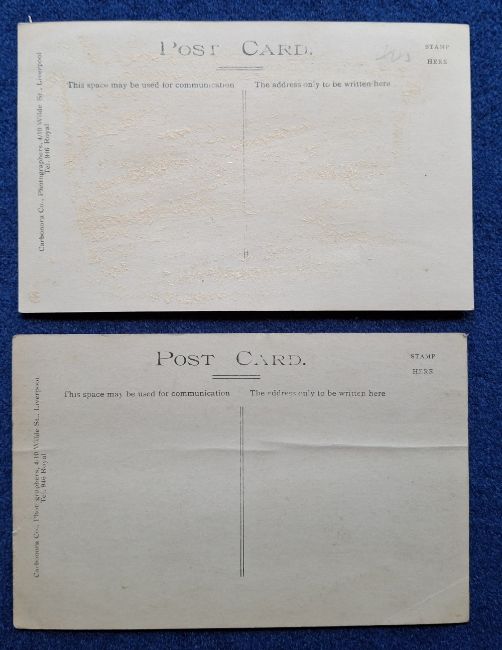 POST CARD.
STAMP
HERE
This space may be used for communication
The address only to be written here
Carbonora Co., Photographers, 4/10 Wilde St., Liverpool
Tel. 946 Royal
POST CARD.
STAMP
HERE
This space may be used for communication
The address only to be written here
Carbonora Co., Photographers, 4/10 Wilde St., Liverpool
Tel. 946 Royal